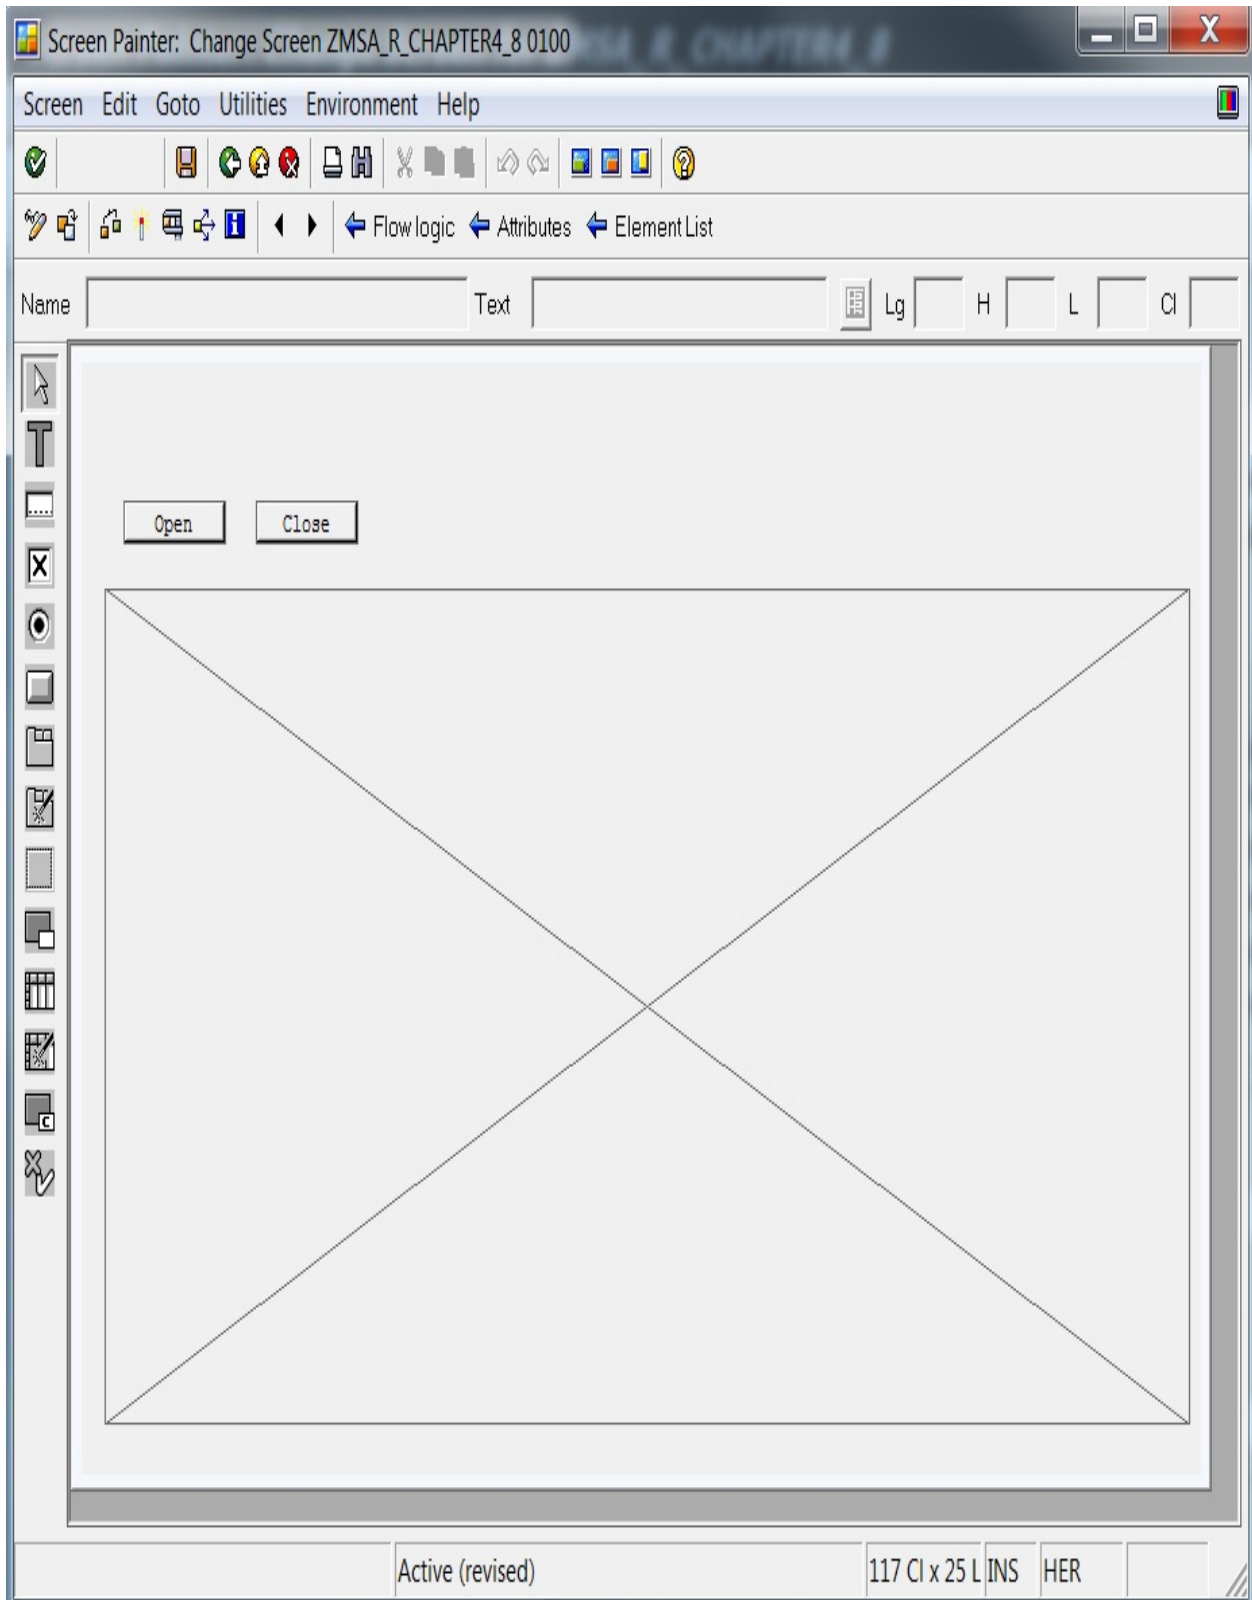 Screen Painter: Change Screen ZMSA_R_CHAPTER4_8 0100
Screen Edit Goto Utilities Environment Help
Flow logic Attributes Element List
Name Text Lg H L Cl
Open Close
Active (revised) 117 Cl x 25 L INS HER